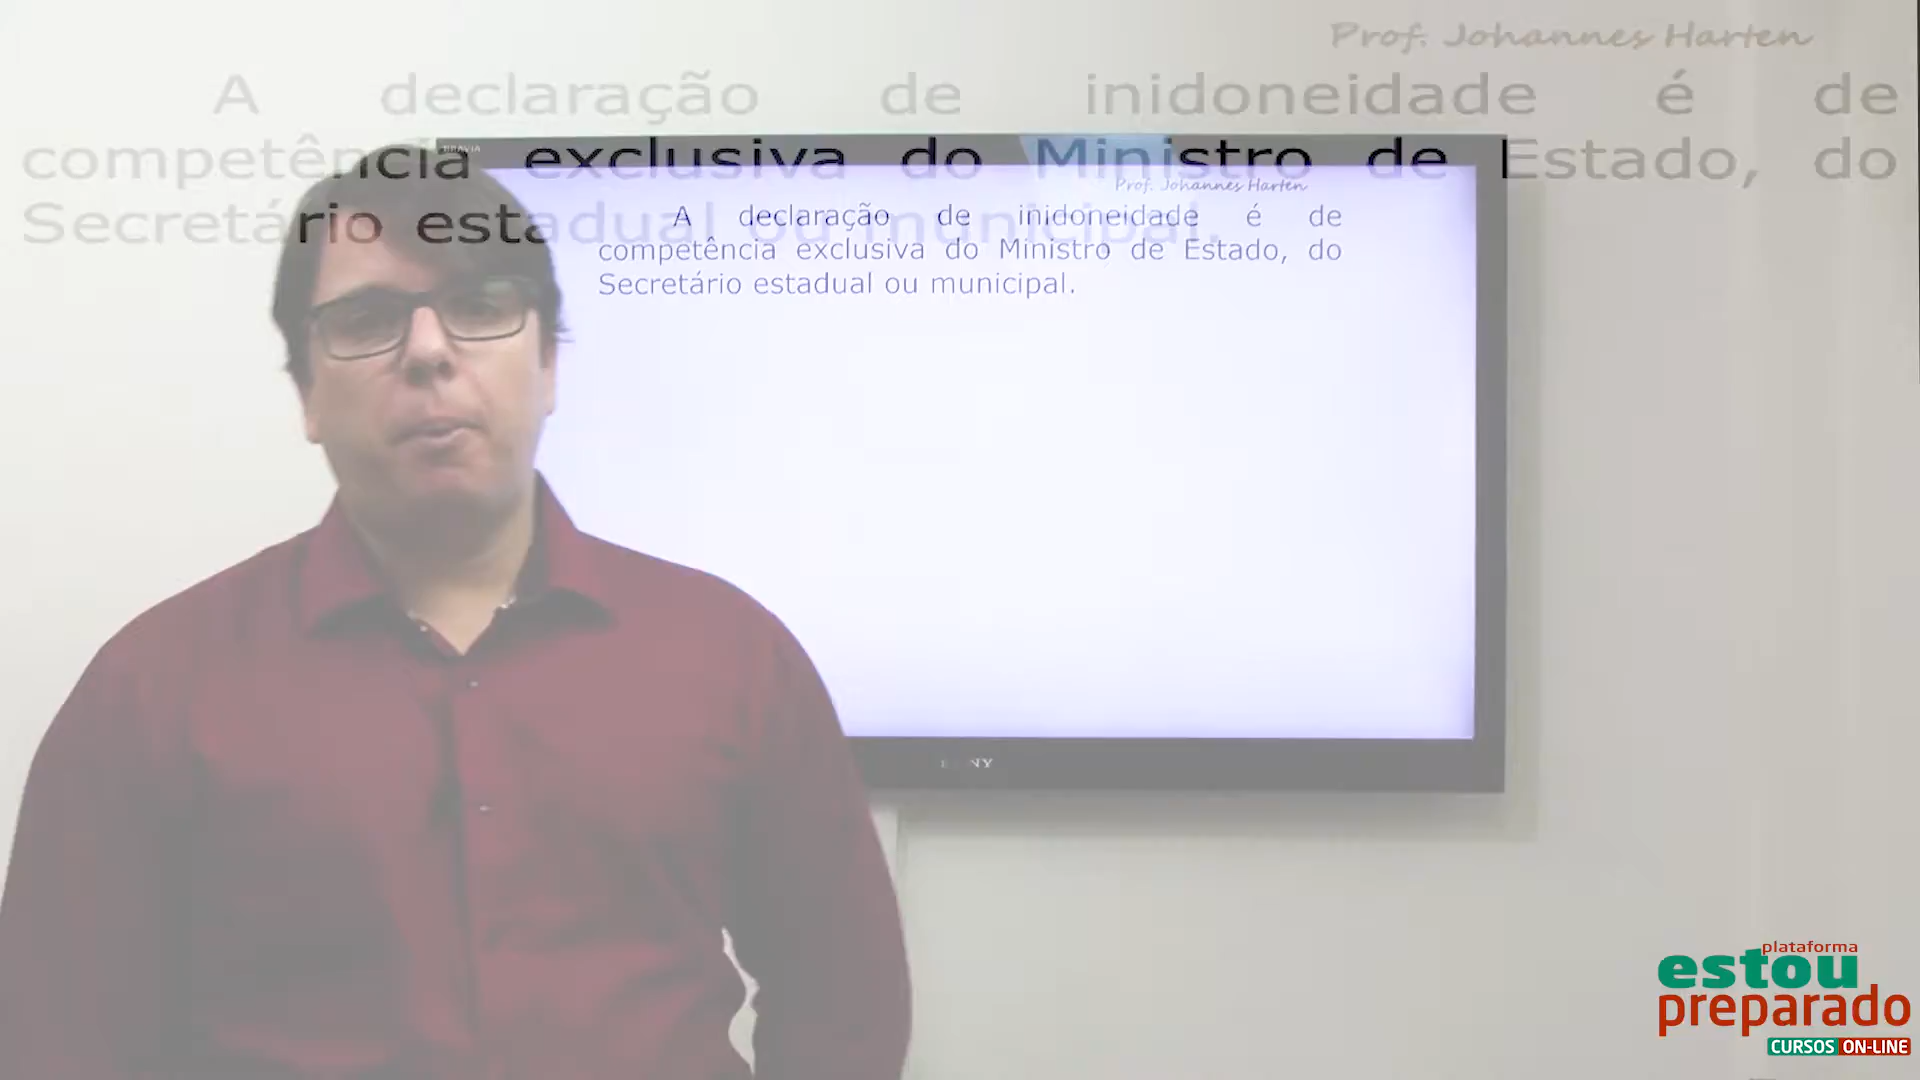 Prof. Johannes Harten
A declaração de inidoneidade é de
competência exclusiva do Ministro de Estado, do
Secretário estadual ou municipal.
BRAVIA
Prof. Johannes Harten
A declaração de inidoneidade é de
competência exclusiva do Ministro de Estado, do
Secretário estadual ou municipal.
plataforma
estou
preparado
CURSOS ON-LINE